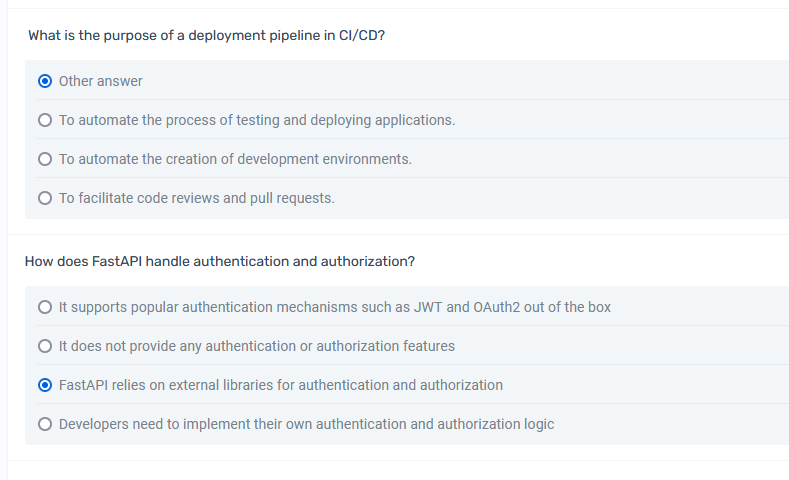 What is the purpose of a deployment pipeline in CI/CD?
Other answer
To automate the process of testing and deploying applications.
To automate the creation of development environments.
To facilitate code reviews and pull requests.
How does FastAPI handle authentication and authorization?
It supports popular authentication mechanisms such as JWT and OAuth2 out of the box
It does not provide any authentication or authorization features
FastAPI relies on external libraries for authentication and authorization
Developers need to implement their own authentication and authorization logic